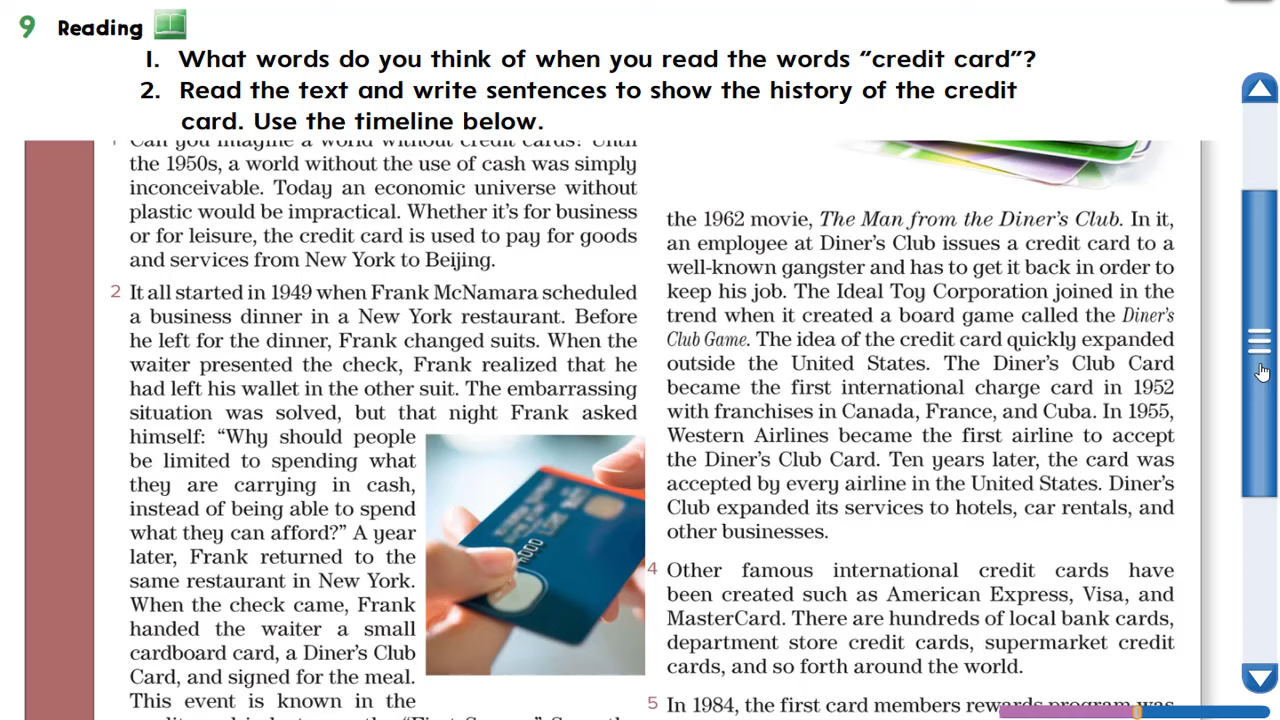 9 Reading
1. What words do you think of when you read the words “credit card”?
2. Read the text and write sentences to show the history of the credit
card. Use the timeline below.
1 Can you imagine a world without credit cards? Until
the 1950s, a world without the use of cash was simply
inconceivable. Today an economic universe without
plastic would be impractical. Whether it’s for business
or for leisure, the credit card is used to pay for goods
and services from New York to Beijing.
2 It all started in 1949 when Frank McNamara scheduled
a business dinner in a New York restaurant. Before
he left for the dinner, Frank changed suits. When the
waiter presented the check, Frank realized that he
had left his wallet in the other suit. The embarrassing
situation was solved, but that night Frank asked
himself: “Why should people
be limited to spending what
they are carrying in cash,
instead of being able to spend
what they can afford?” A year
later, Frank returned to the
same restaurant in New York.
When the check came, Frank
handed the waiter a small
cardboard card, a Diner’s Club
Card, and signed for the meal.
This event is known in the
the “First
the 1962 movie, The Man from the Diner’s Club. In it,
an employee at Diner’s Club issues a credit card to a
well-known gangster and has to get it back in order to
keep his job. The Ideal Toy Corporation joined in the
trend when it created a board game called the Diner’s
Club Game. The idea of the credit card quickly expanded
outside the United States. The Diner’s Club Card
became the first international charge card in 1952
with franchises in Canada, France, and Cuba. In 1955,
Western Airlines became the first airline to accept
the Diner’s Club Card. Ten years later, the card was
accepted by every airline in the United States. Diner’s
Club expanded its services to hotels, car rentals, and
other businesses.
4 Other famous international credit cards have
been created such as American Express, Visa, and
MasterCard. There are hundreds of local bank cards,
department store credit cards, supermarket credit
cards, and so forth around the world.
5 In 1984, the first card members rewards program was